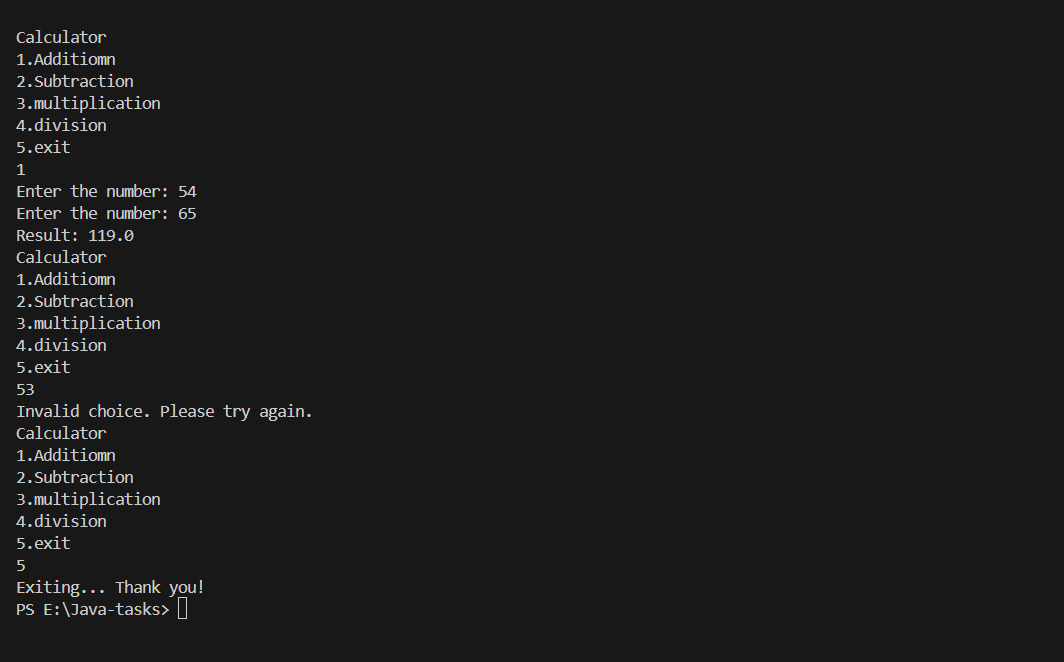 Calculator
1.Additiomn
2.Subtraction
3.multiplication
4.division
5.exit
1
Enter the number: 54
Enter the number: 65
Result: 119.0
Calculator
1.Additiomn
2.Subtraction
3.multiplication
4.division
5.exit
53
Invalid choice. Please try again.
Calculator
1.Additiomn
2.Subtraction
3.multiplication
4.division
5.exit
5
Exiting... Thank you!
PS E:\Java-tasks>